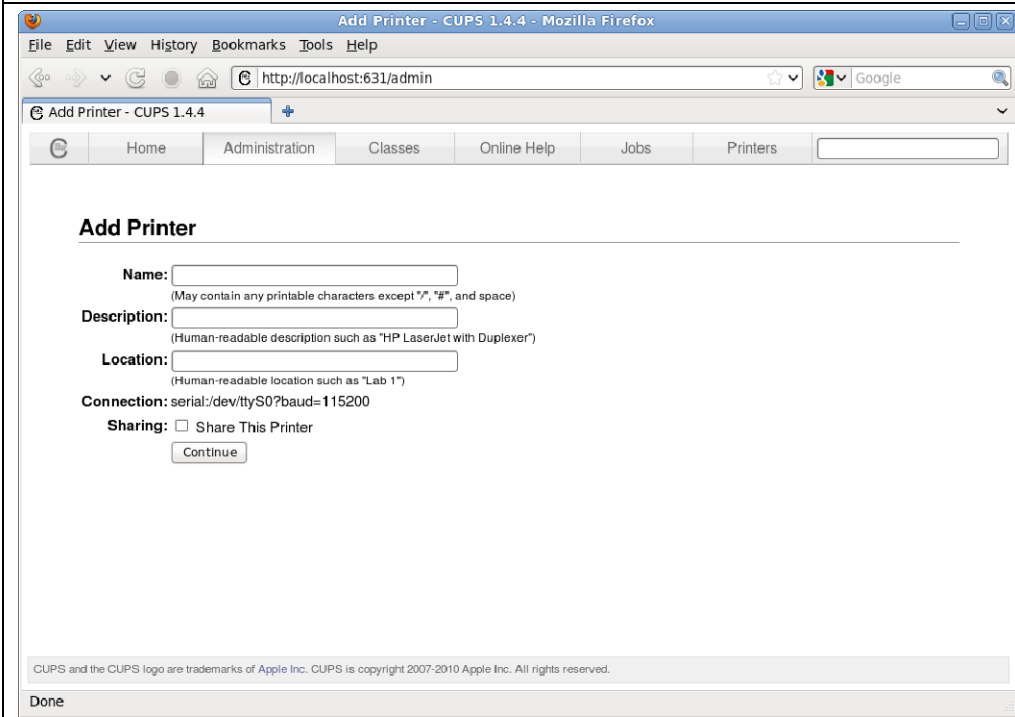 Add Printer - CUPS 1.4.4 - Mozilla Firefox
File Edit View History Bookmarks Tools Help
http://localhost:631/admin Google
Add Printer - CUPS 1.4.4
Home Administration Classes Online Help Jobs Printers
Add Printer
Name:
(May contain any printable characters except "/", "#", and space)
Description:
(Human-readable description such as "HP LaserJet with Duplexer")
Location:
(Human-readable location such as "Lab 1")
Connection: serial:/dev/ttyS0?baud=115200
Sharing: Share This Printer
Continue
CUPS and the CUPS logo are trademarks of Apple Inc. CUPS is copyright 2007-2010 Apple Inc. All rights reserved.
Done